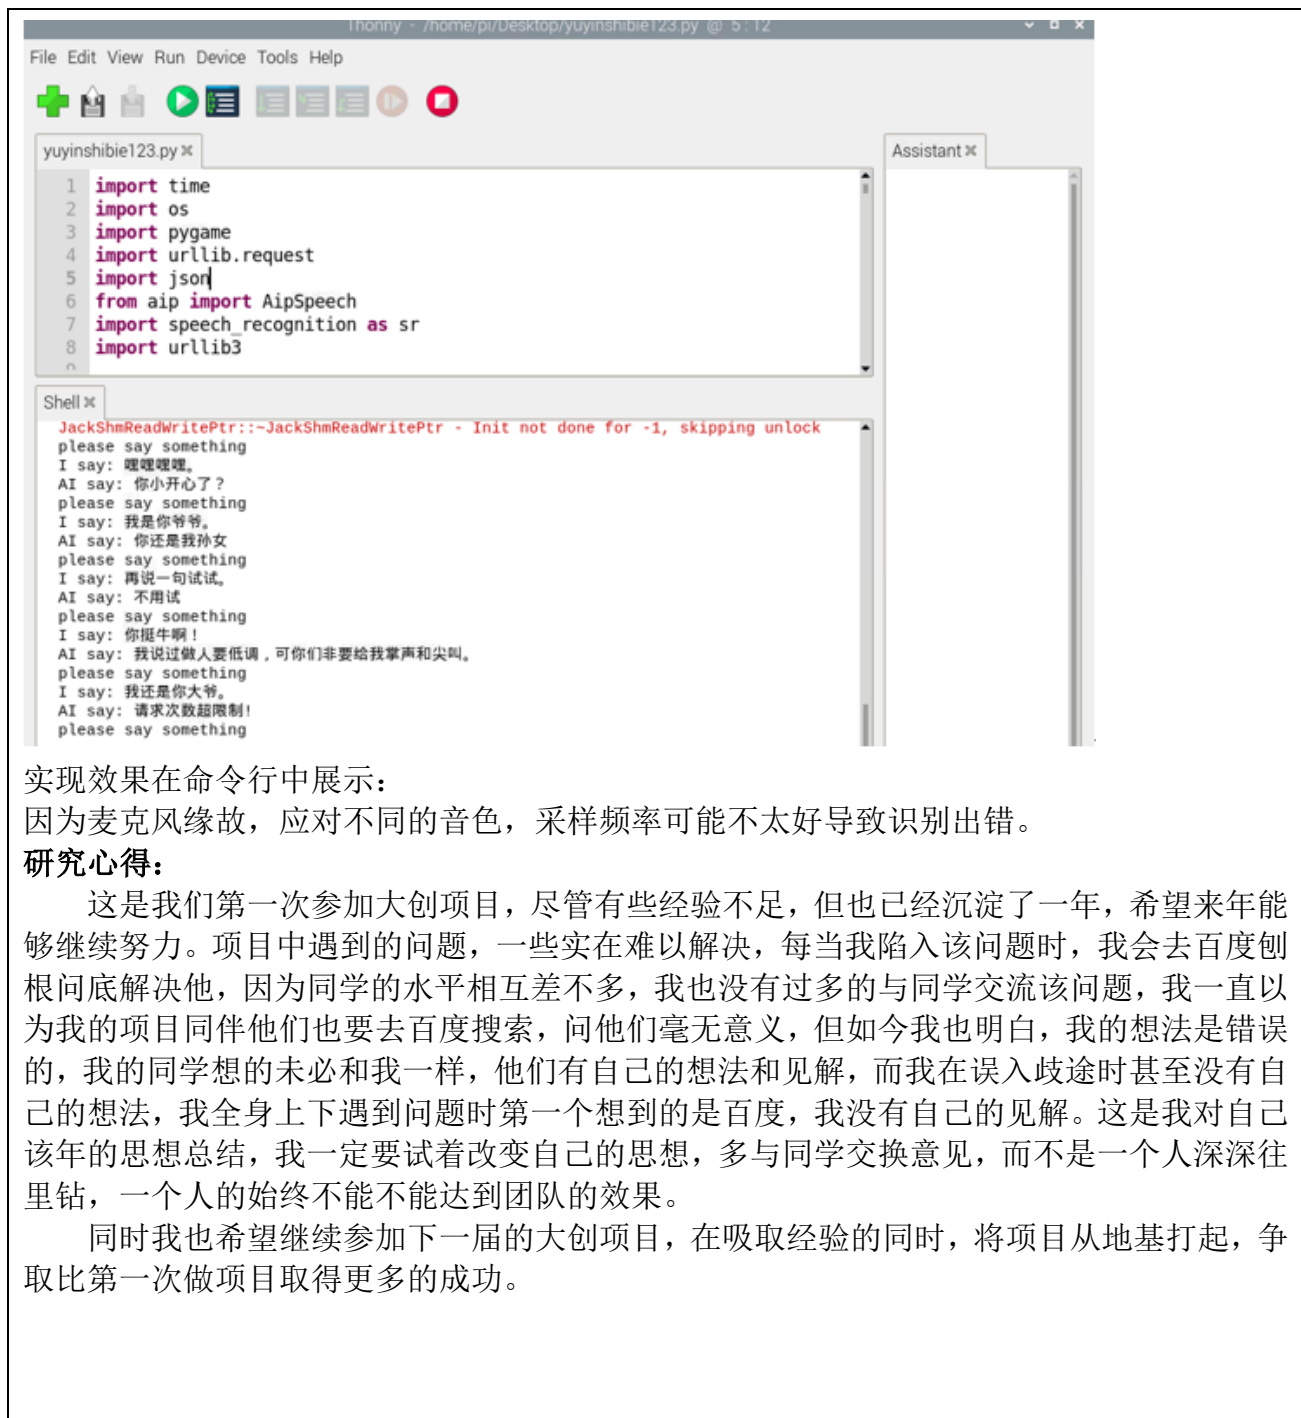 Thonny - /home/pi/Desktop/yuyinshibie123.py @ 5:12
File Edit View Run Device Tools Help
yuyinshibie123.py
Assistant
1 import time
2 import os
3 import pygame
4 import urllib.request
5 import json
6 from aip import AipSpeech
7 import speech_recognition as sr
8 import urllib3
Shell
JackShmReadWritePtr::~JackShmReadWritePtr - Init not done for -1, skipping unlock
please say something
I say: 嘿嘿嘿嘿。
AI say: 你小开心了?
please say something
I say: 我是你爷爷。
AI say: 你还是我孙女
please say something
I say: 再说一句试试。
AI say: 不用试
please say something
I say: 你挺牛啊!
AI say: 我说过做人要低调,可你们非要给我掌声和尖叫。
please say something
I say: 我还是你大爷。
AI say: 请求次数超限制!
please say something
实现效果在命令行中展示:
因为麦克风缘故,应对不同的音色,采样频率可能不太好导致识别出错。
研究心得:
这是我们第一次参加大创项目,尽管有些经验不足,但也已经沉淀了一年,希望来年能
够继续努力。项目中遇到的问题,一些实在难以解决,每当我陷入该问题时,我会去百度刨
根问底解决他,因为同学的水平相互差不多,我也没有过多的与同学交流该问题,我一直以
为我的项目同伴他们也要去百度搜索,问他们毫无意义,但如今我也明白,我的想法是错误
的,我的同学想的未必和我一样,他们有自己的想法和见解,而我在误入歧途时甚至没有自
己的想法,我全身上下遇到问题时第一个想到的是百度,我没有自己的见解。这是我对自己
该年的思想总结,我一定要试着改变自己的思想,多与同学交换意见,而不是一个人深深往
里钻,一个人的始终不能不能达到团队的效果。
同时我也希望继续参加下一届的大创项目,在吸取经验的同时,将项目从地基打起,争
取比第一次做项目取得更多的成功。